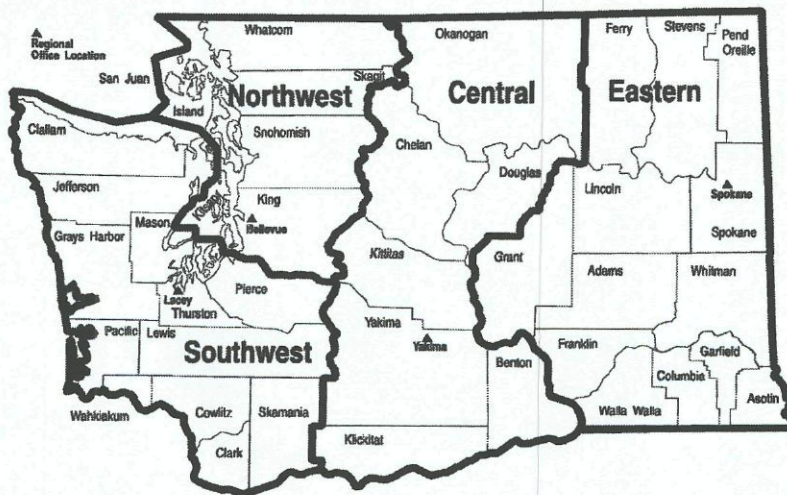 Whatcom
Okanogan
Ferry
Stevens
Pend
Oreille
▲
Regional
Office Location
San Juan
Skagit
Island
Northwest
Central
Eastern
Clallam
Snohomish
Chelan
Douglas
Lincoln
▲
Spokane
Jefferson
King
Kitsap
▲
Bellevue
Mason
Grays Harbor
Spokane
Kittitas
Grant
Adams
Whitman
Pierce
▲
Lacey
Thurston
Pacific
Lewis
Yakima
▲
Yakima
Southwest
Benton
Franklin
Garfield
Columbia
Asotin
Wahkiakum
Cowlitz
Skamania
Walla Walla
Clark
Klickitat